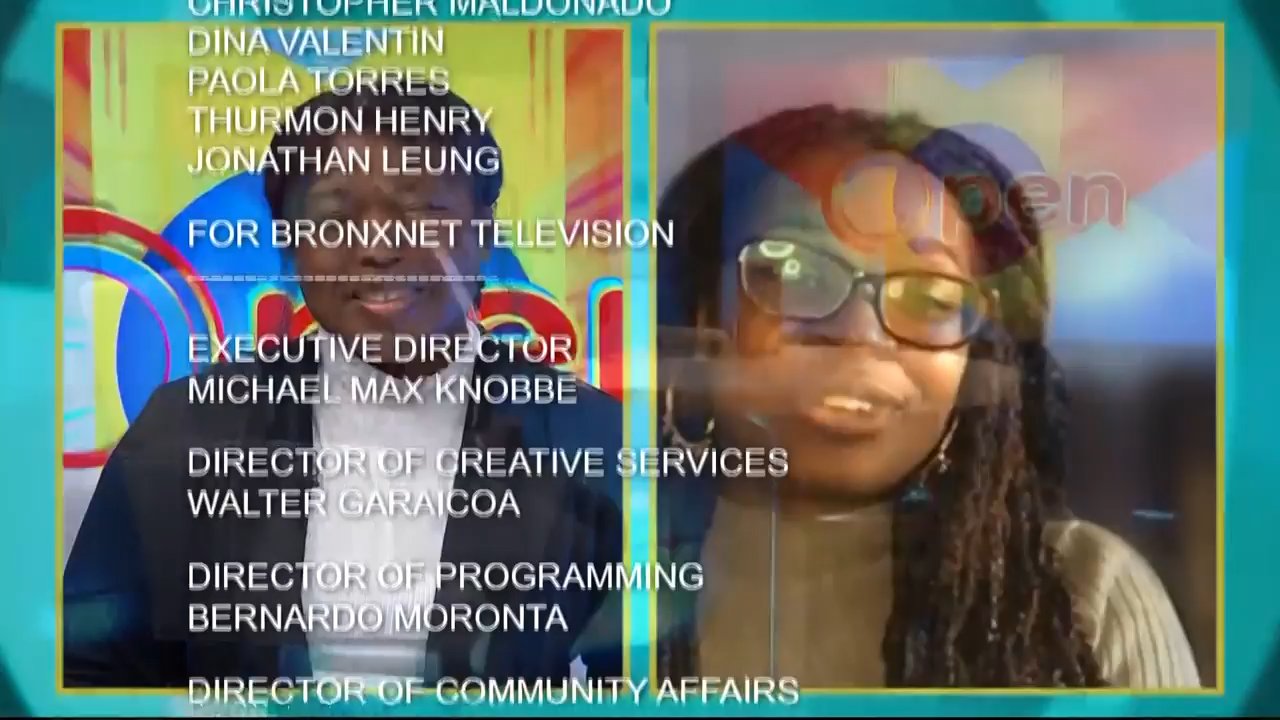 CHRISTOPHER MALDONADO
DINA VALENTIN
PAOLA TORRES
THURMON HENRY
JONATHAN LEUNG
Open
FOR BRONXNET TELEVISION
EXECUTIVE DIRECTOR
MICHAEL MAX KNOBBE
DIRECTOR OF CREATIVE SERVICES
WALTER GARAICOA
DIRECTOR OF PROGRAMMING
BERNARDO MORONTA
DIRECTOR OF COMMUNITY AFFAIRS